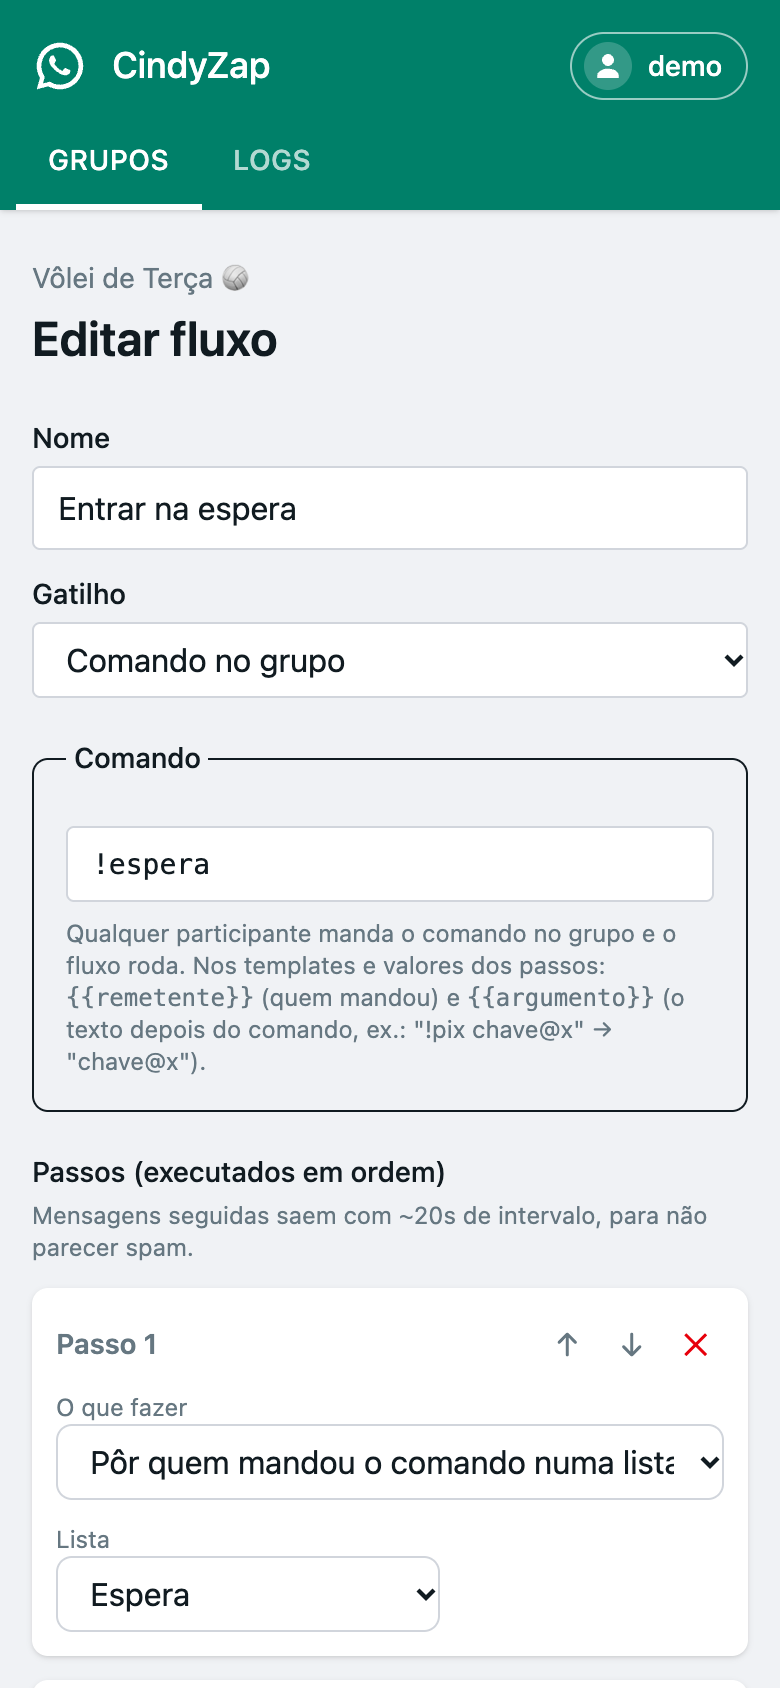 CindyZap
demo
GRUPOS
LOGS
Vôlei de Terça 🏐
Editar fluxo
Nome
Entrar na espera
Gatilho
Comando no grupo
Comando
!espera
Qualquer participante manda o comando no grupo e o
fluxo roda. Nos templates e valores dos passos:
{{remetente}} (quem mandou) e {{argumento}} (o
texto depois do comando, ex.: "!pix chave@x" →
"chave@x").
Passos (executados em ordem)
Mensagens seguidas saem com ~20s de intervalo, para não
parecer spam.
Passo 1
O que fazer
Pôr quem mandou o comando numa lista
Lista
Espera